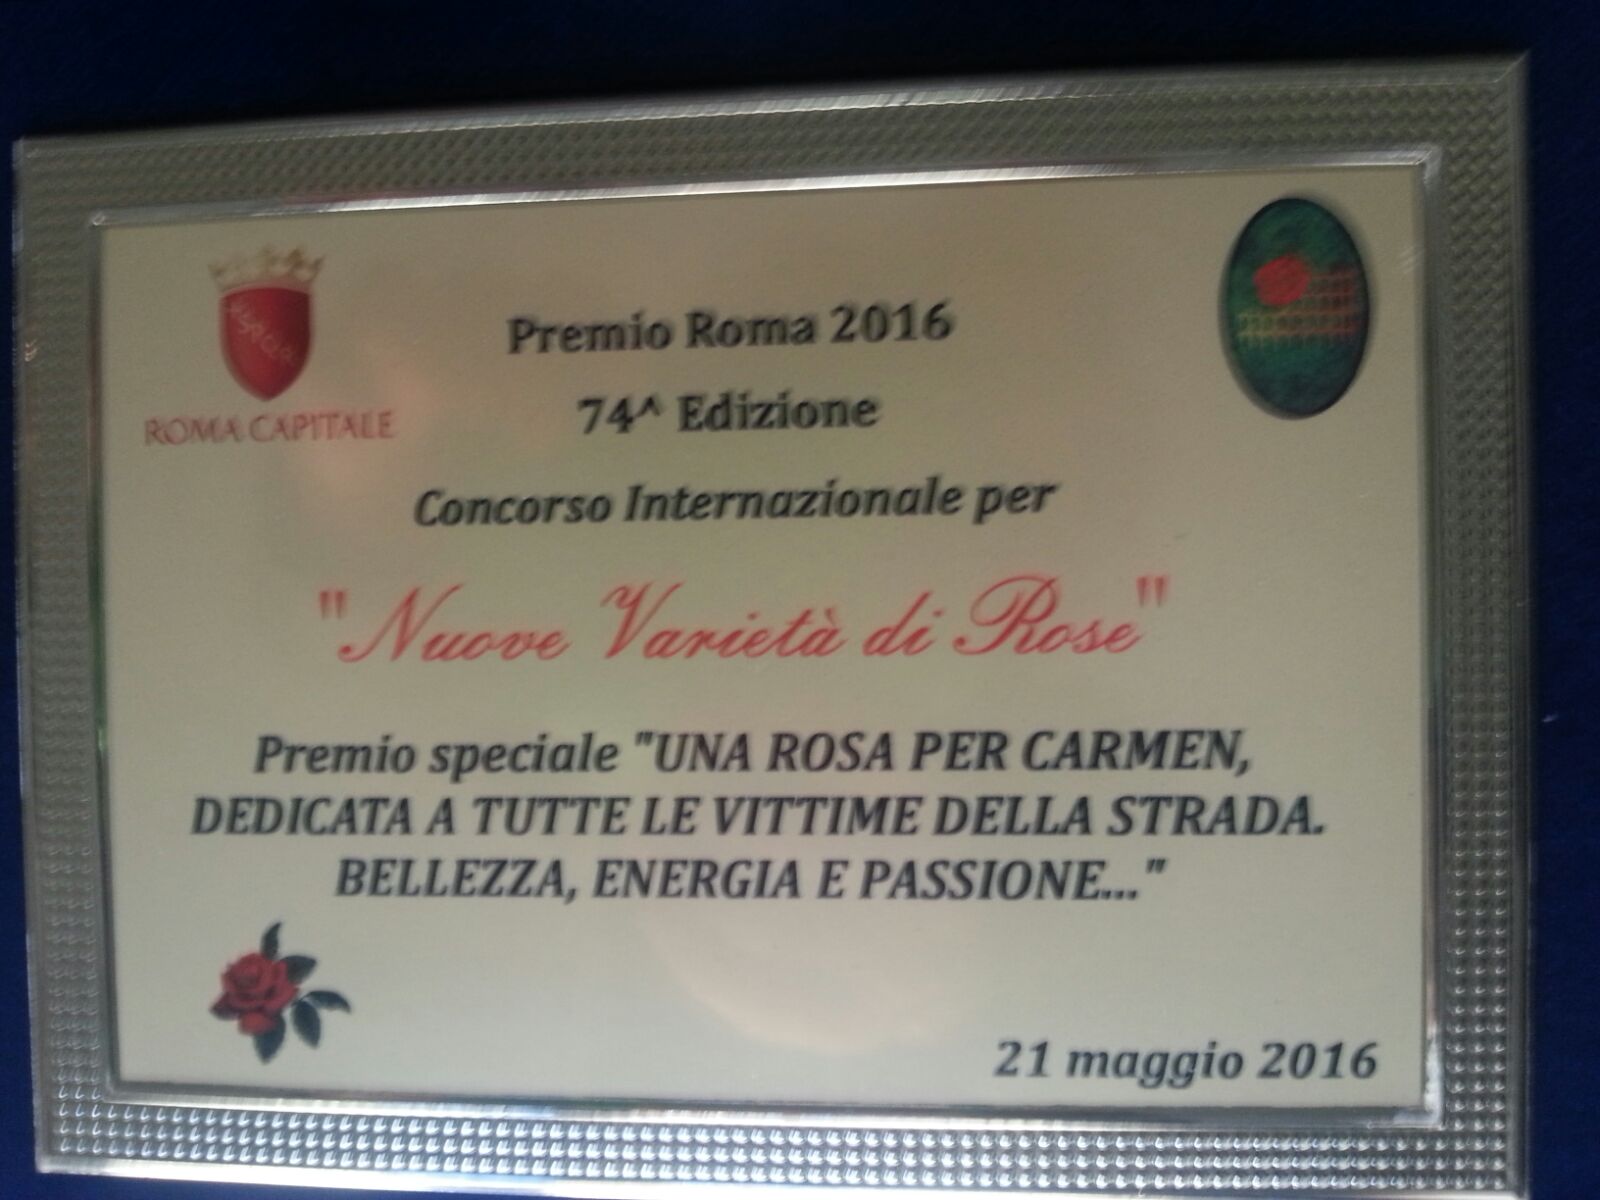 ROMA CAPITALE
Premio Roma 2016
74^ Edizione
Concorso Internazionale per
"Nuove Varietà di Rose"
Premio speciale "UNA ROSA PER CARMEN,
DEDICATA A TUTTE LE VITTIME DELLA STRADA.
BELLEZZA, ENERGIA E PASSIONE..."
21 maggio 2016